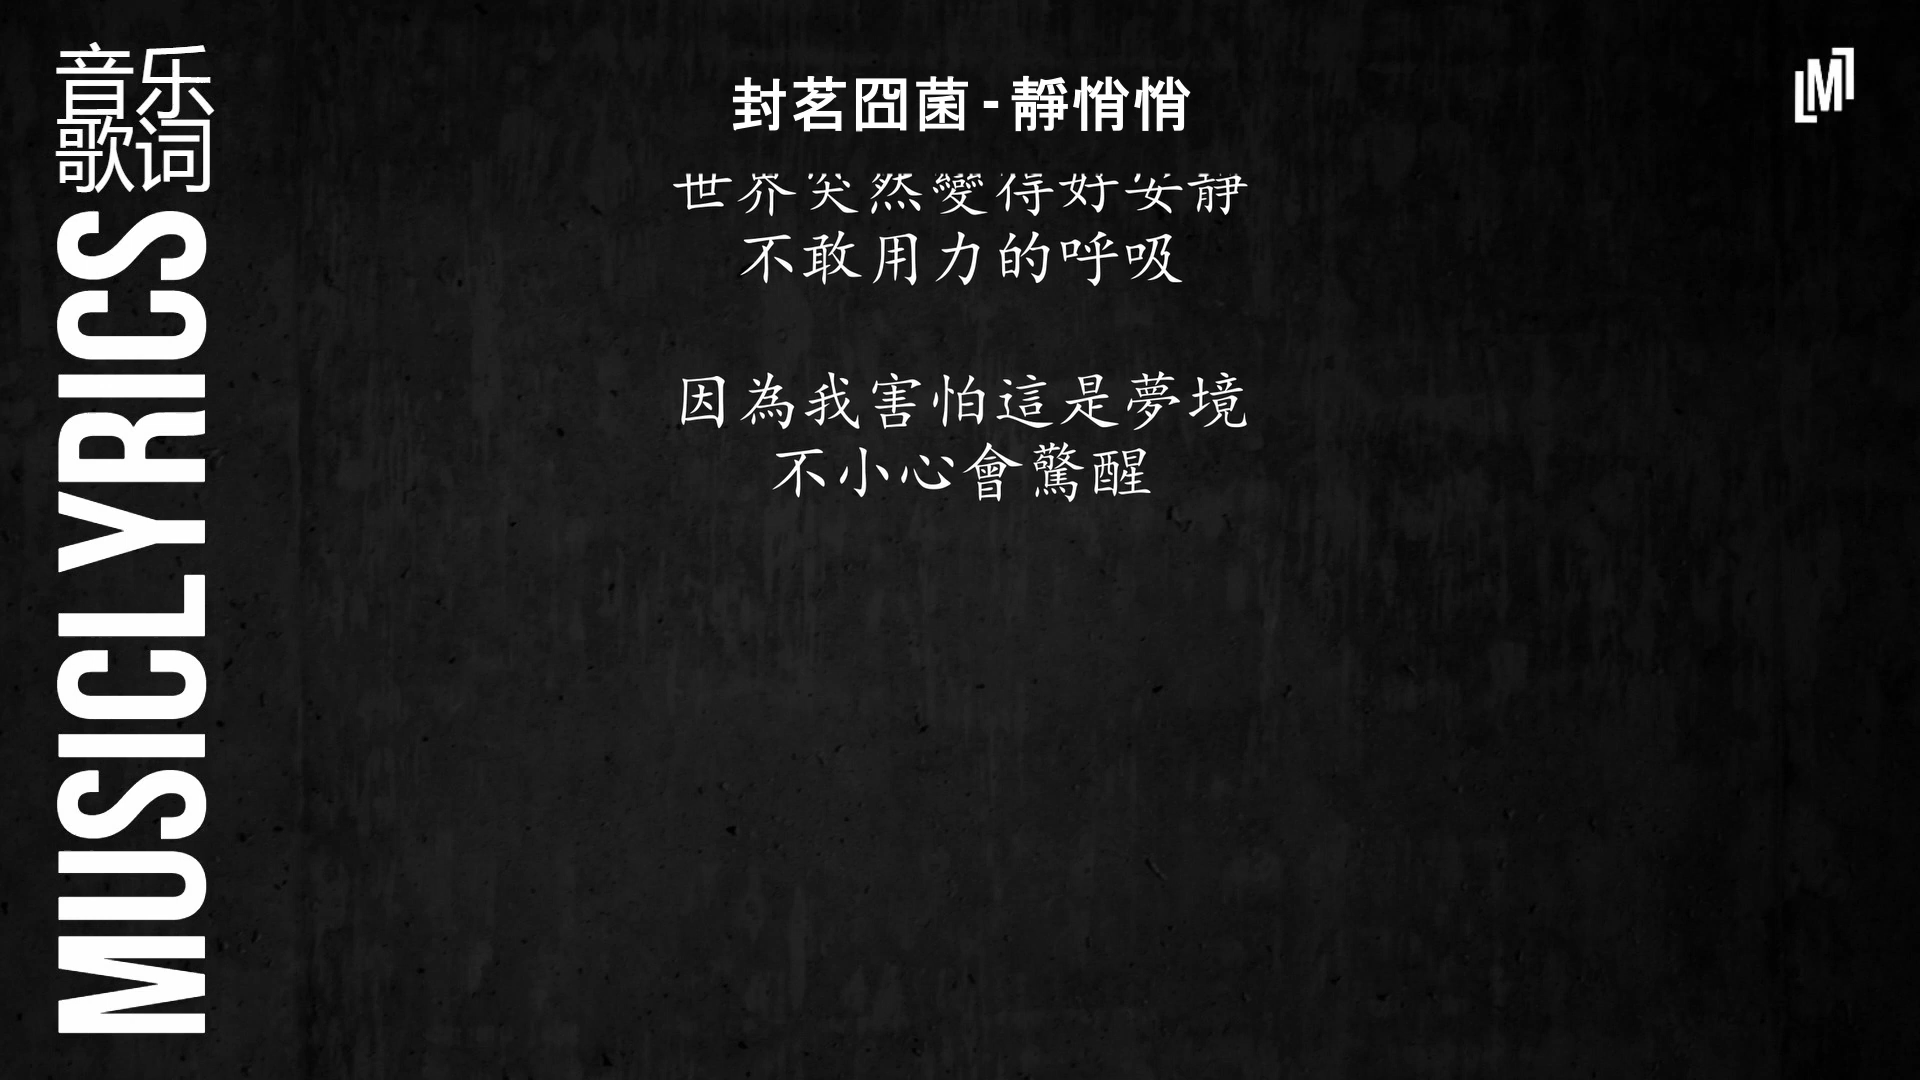 音乐
歌词
MUSICLYRICS
封茗囧菌-靜悄悄
世界突然變得好安靜
不敢用力的呼吸
因為我害怕這是夢境
不小心會驚醒
LM